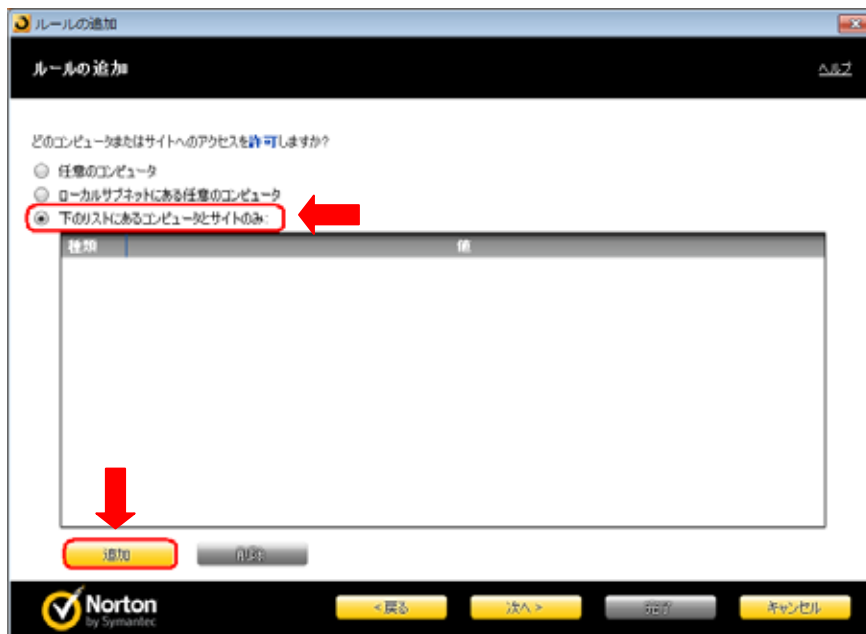 ルールの追加
ルールの追加
ヘルプ
どのコンピュータまたはサイトへのアクセスを許可しますか?
任意のコンピュータ
ローカルサブネットにある任意のコンピュータ
下のリストにあるコンピュータとサイトのみ:
種類 値
追加 削除
Norton
by Symantec
<戻る 次へ> 完了 キャンセル